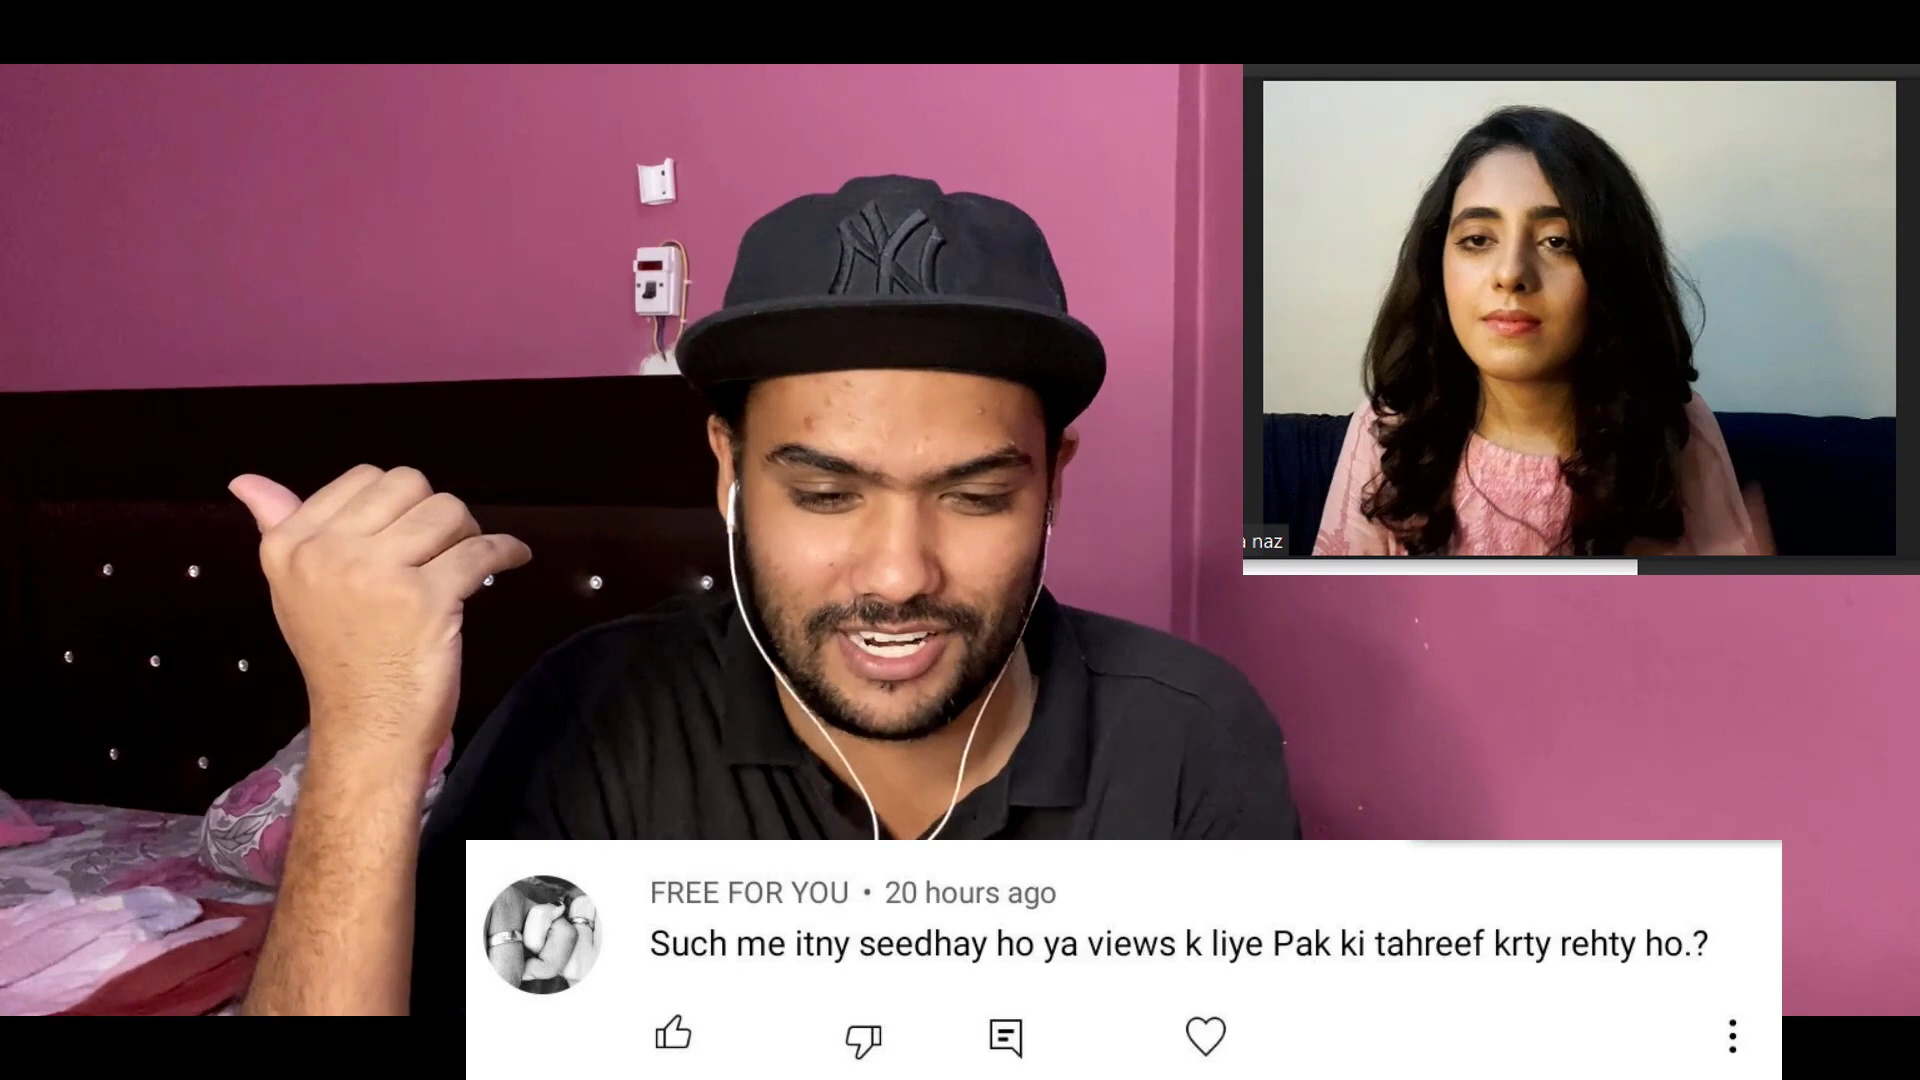 NY
naz
FREE FOR YOU • 20 hours ago
Such me itny seedhay ho ya views k liye Pak ki tahreef krty rehty ho.?